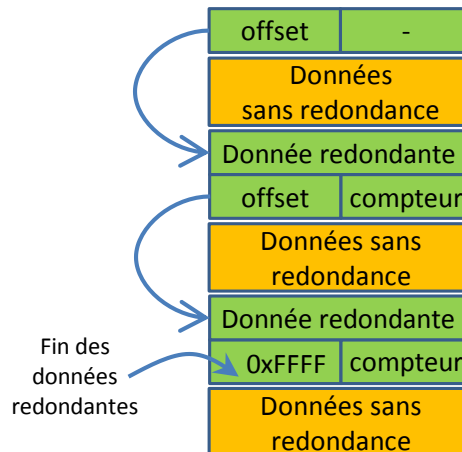 offset -
Données
sans redondance
Donnée redondante
offset compteur
Données sans
redondance
Donnée redondante
Fin des
données
redondantes
0xFFFF compteur
Données sans
redondance